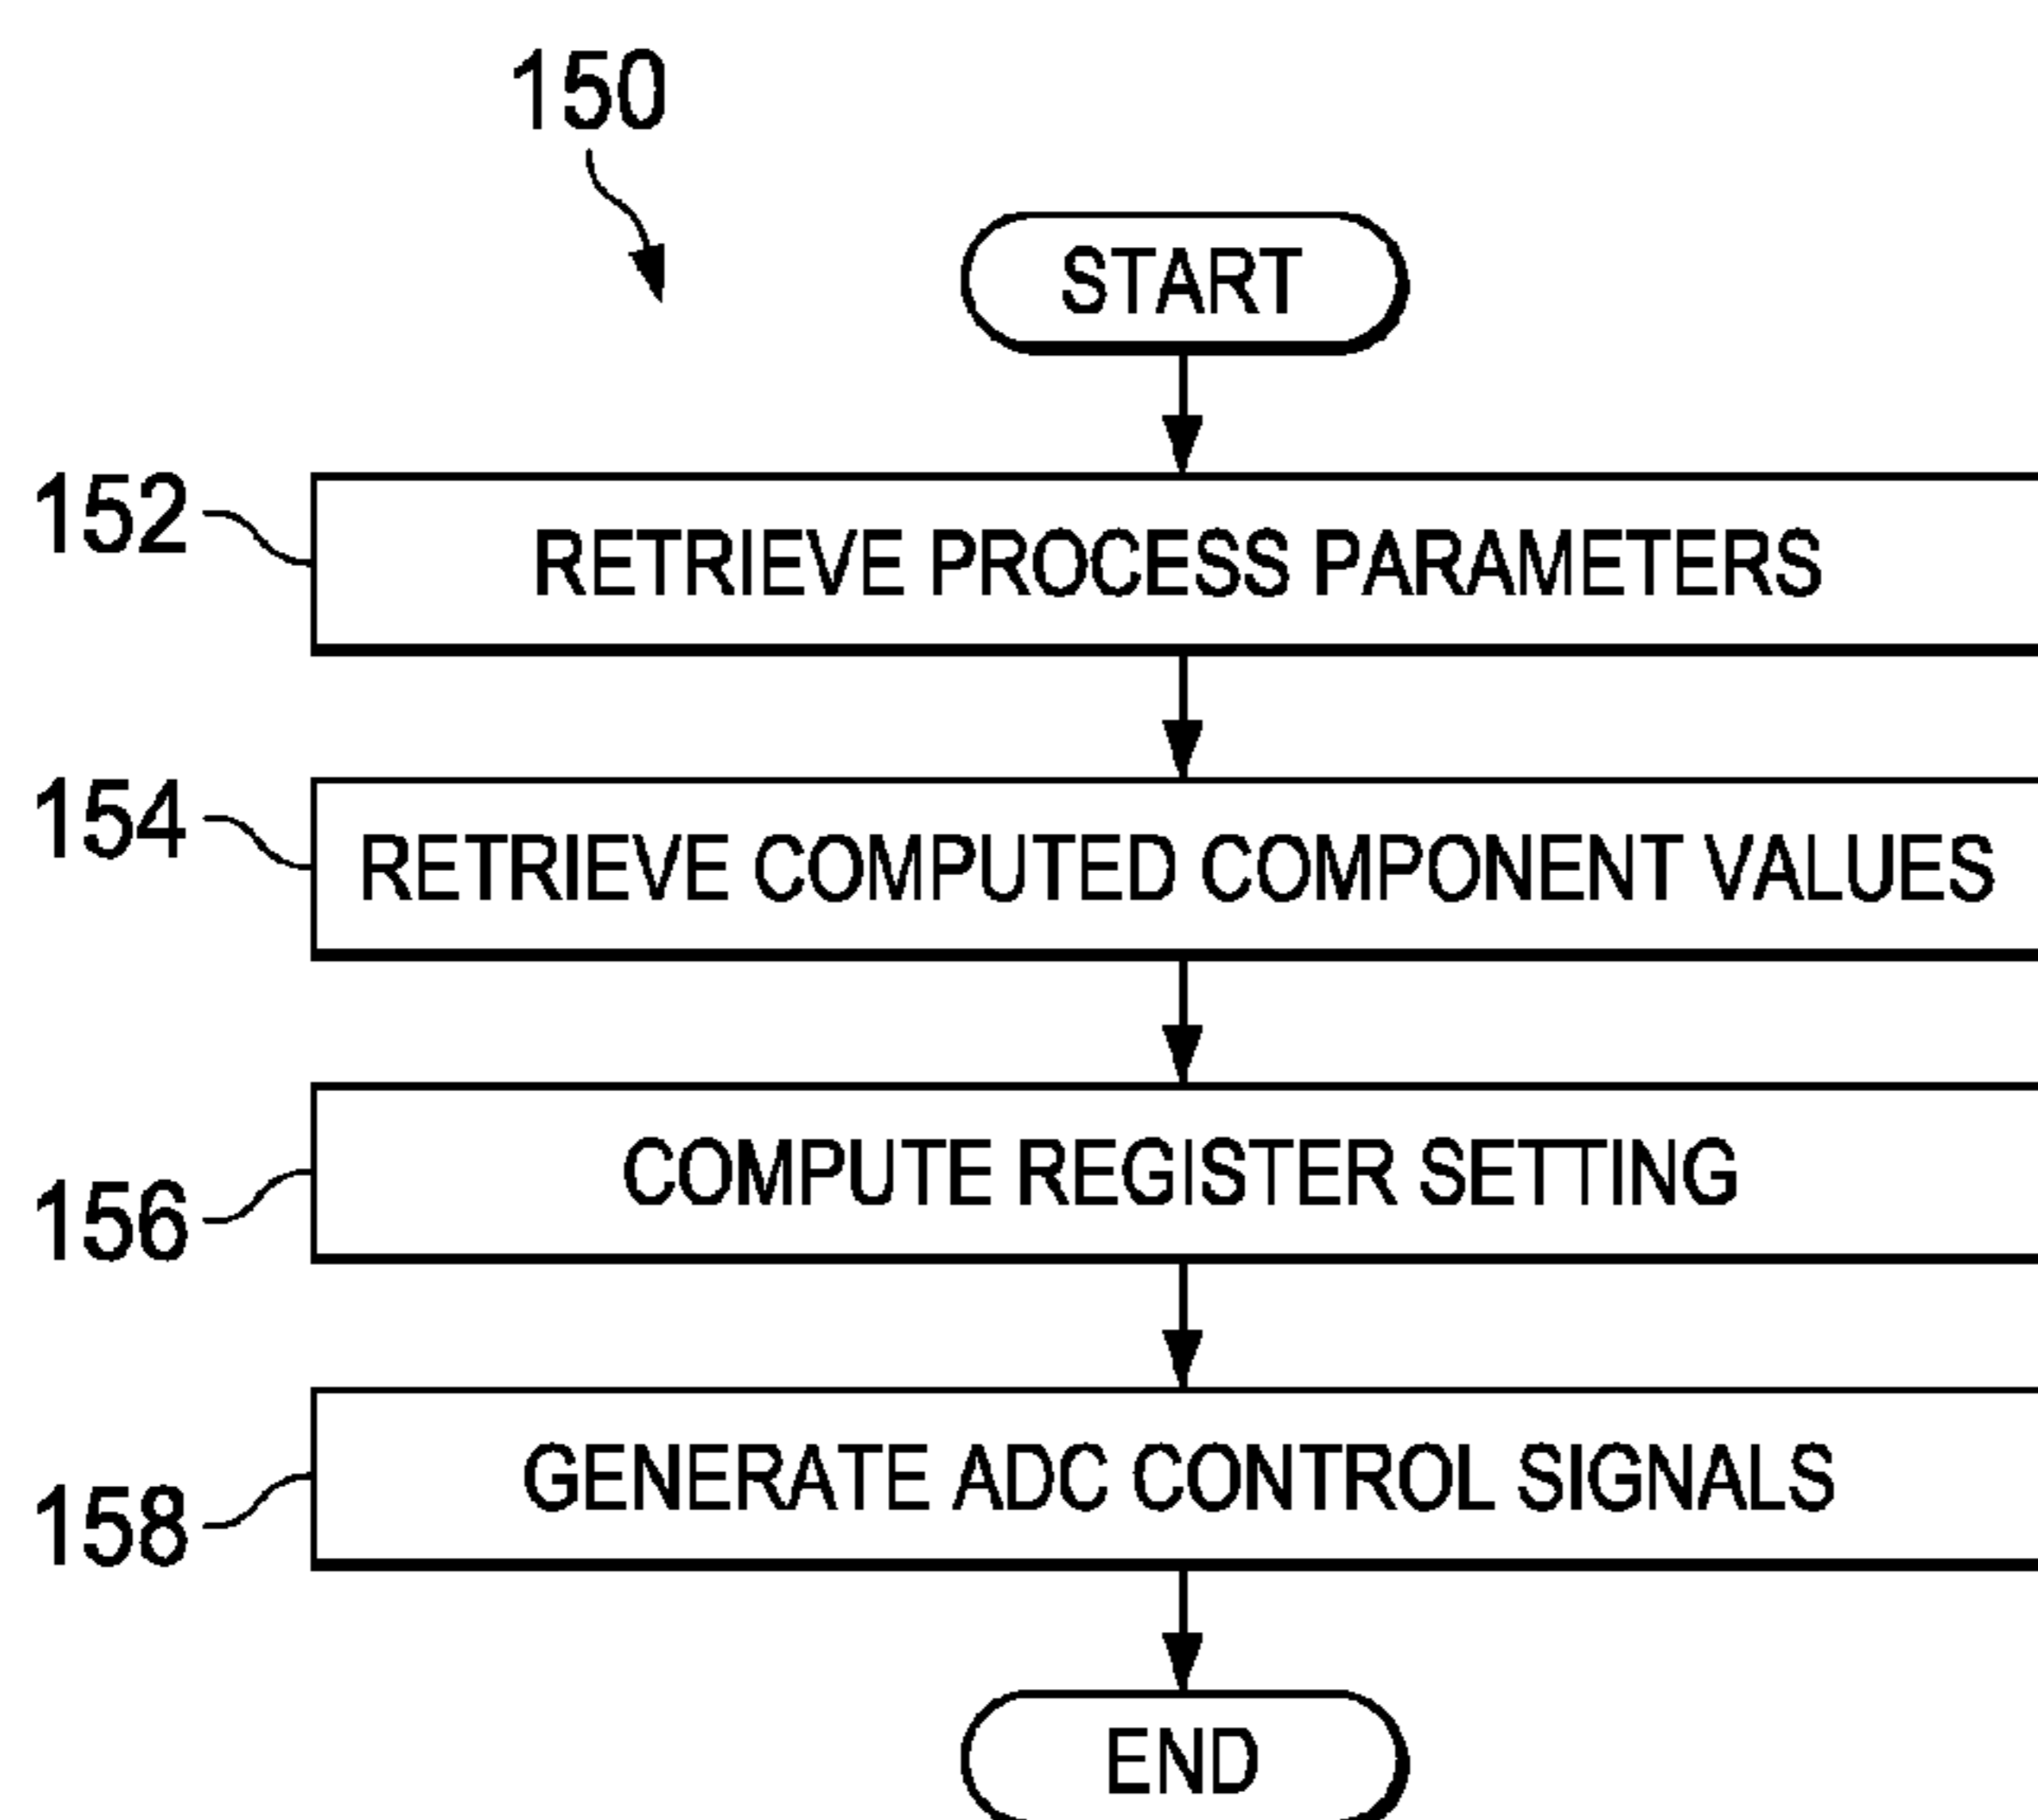 150
START
152
RETRIEVE PROCESS PARAMETERS
154
RETRIEVE COMPUTED COMPONENT VALUES
156
COMPUTE REGISTER SETTING
158
GENERATE ADC CONTROL SIGNALS
END